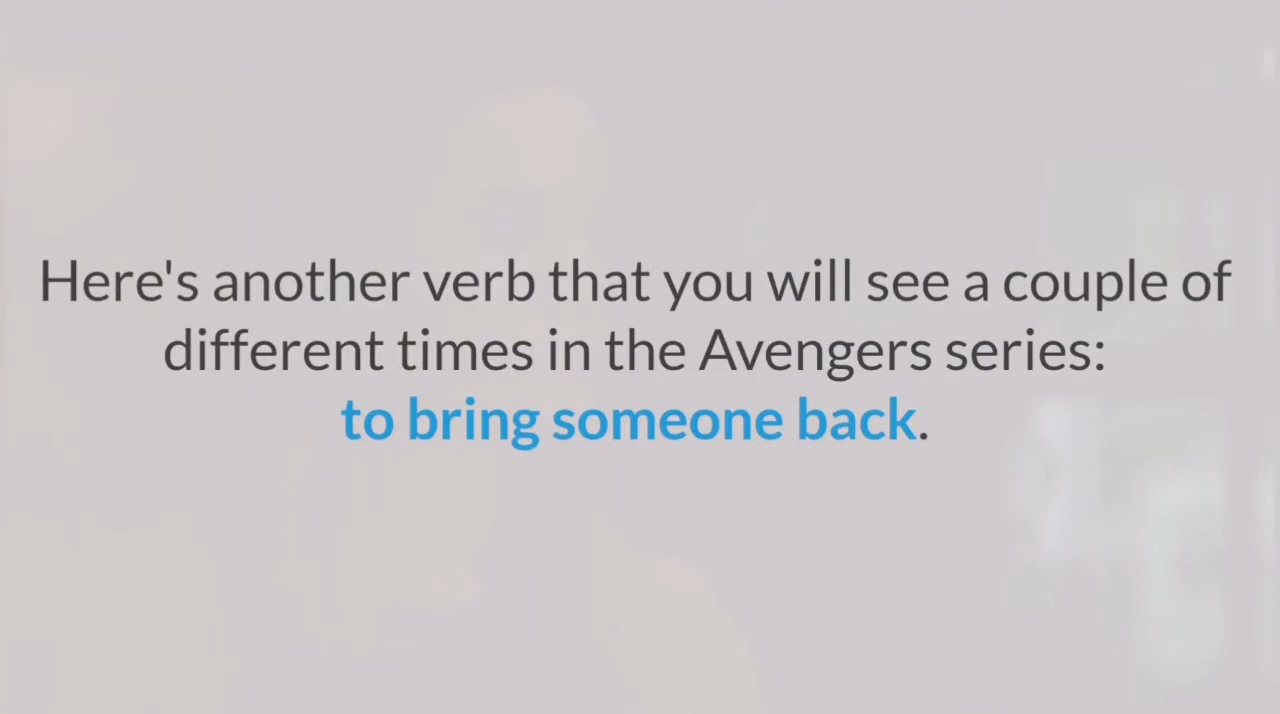 Here's another verb that you will see a couple of
different times in the Avengers series:
to bring someone back.